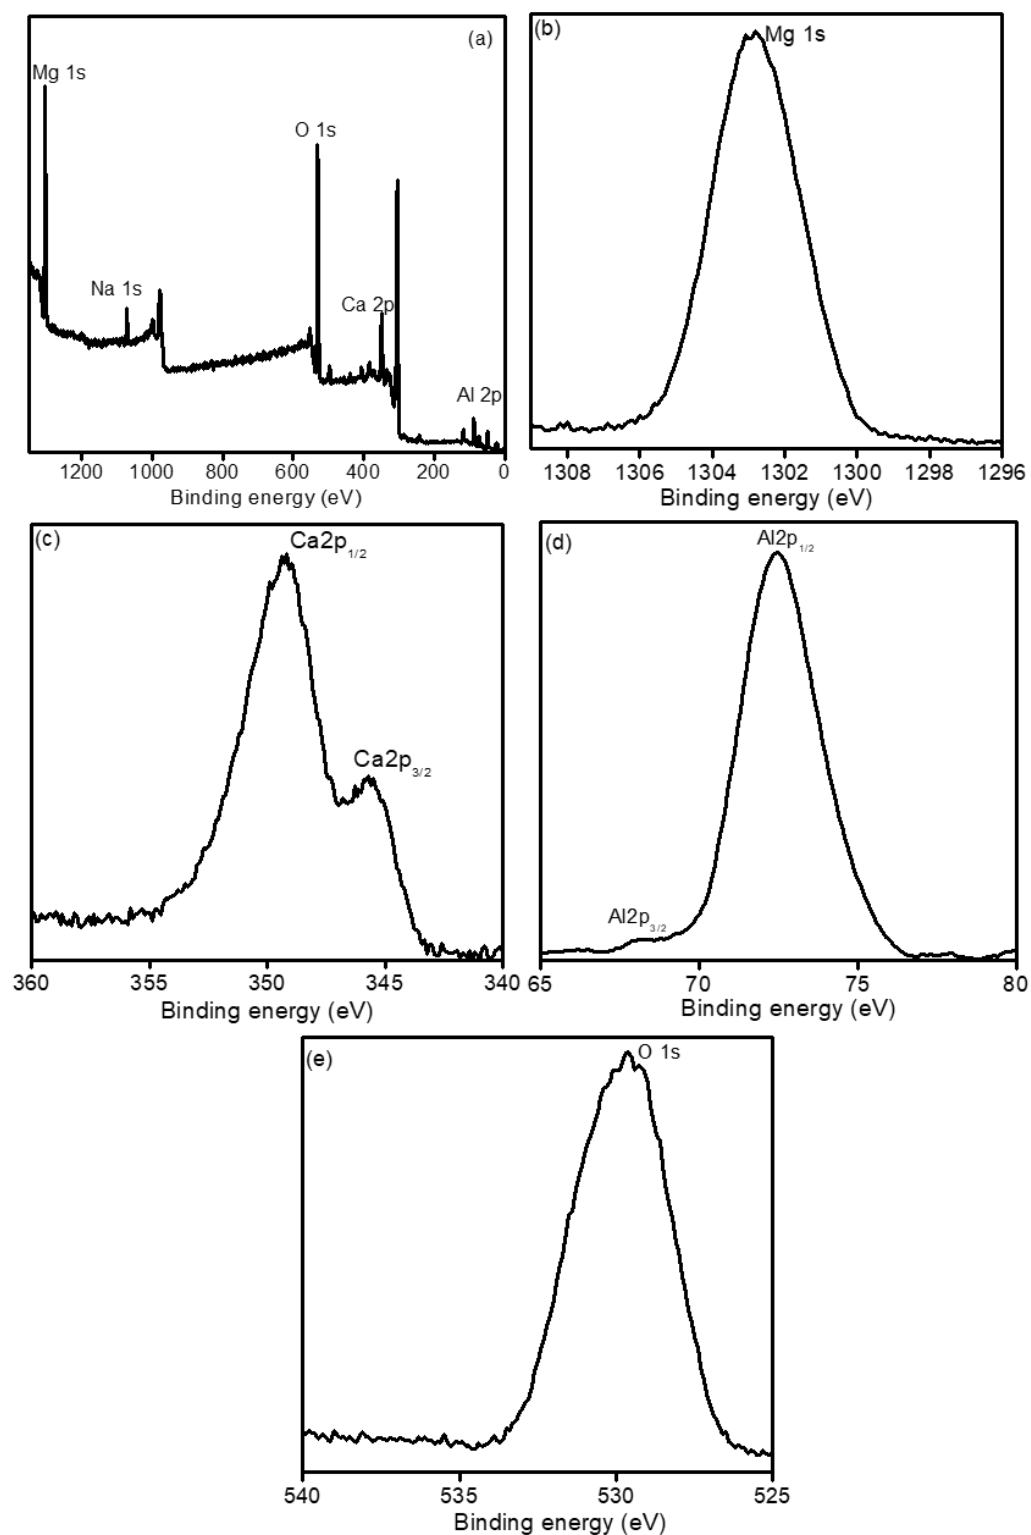 (a)
Mg 1s
O 1s
Na 1s
Ca 2p
Al 2p
1200 1000 800 600 400 200 0
Binding energy (eV)
(b)
Mg 1s
1308 1306 1304 1302 1300 1298 1296
Binding energy (eV)
(c)
Ca2p1/2
Ca2p3/2
360 355 350 345 340
Binding energy (eV)
(d)
Al2p1/2
Al2p3/2
65 70 75 80
Binding energy (eV)
(e)
O 1s
540 535 530 525
Binding energy (eV)